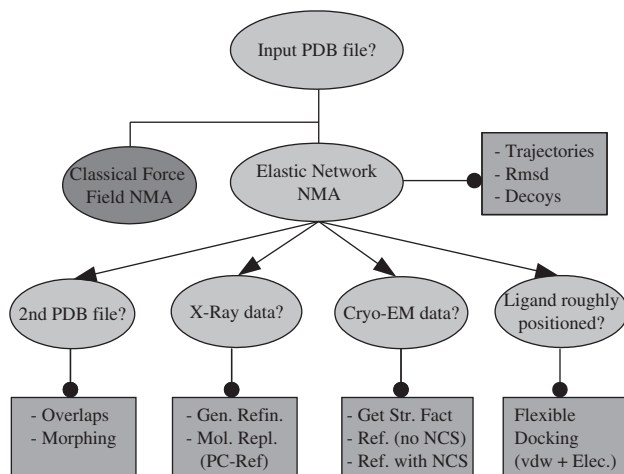 Input PDB file?
Classical Force
Field NMA
Elastic Network
NMA
- Trajectories
- Rmsd
- Decoys
2nd PDB file?
X-Ray data?
Cryo-EM data?
Ligand roughly
positioned?
- Overlaps
- Morphing
- Gen. Refin.
- Mol. Repl.
(PC-Ref)
- Get Str. Fact
- Ref. (no NCS)
- Ref. with NCS
Flexible
Docking
(vdw + Elec.)